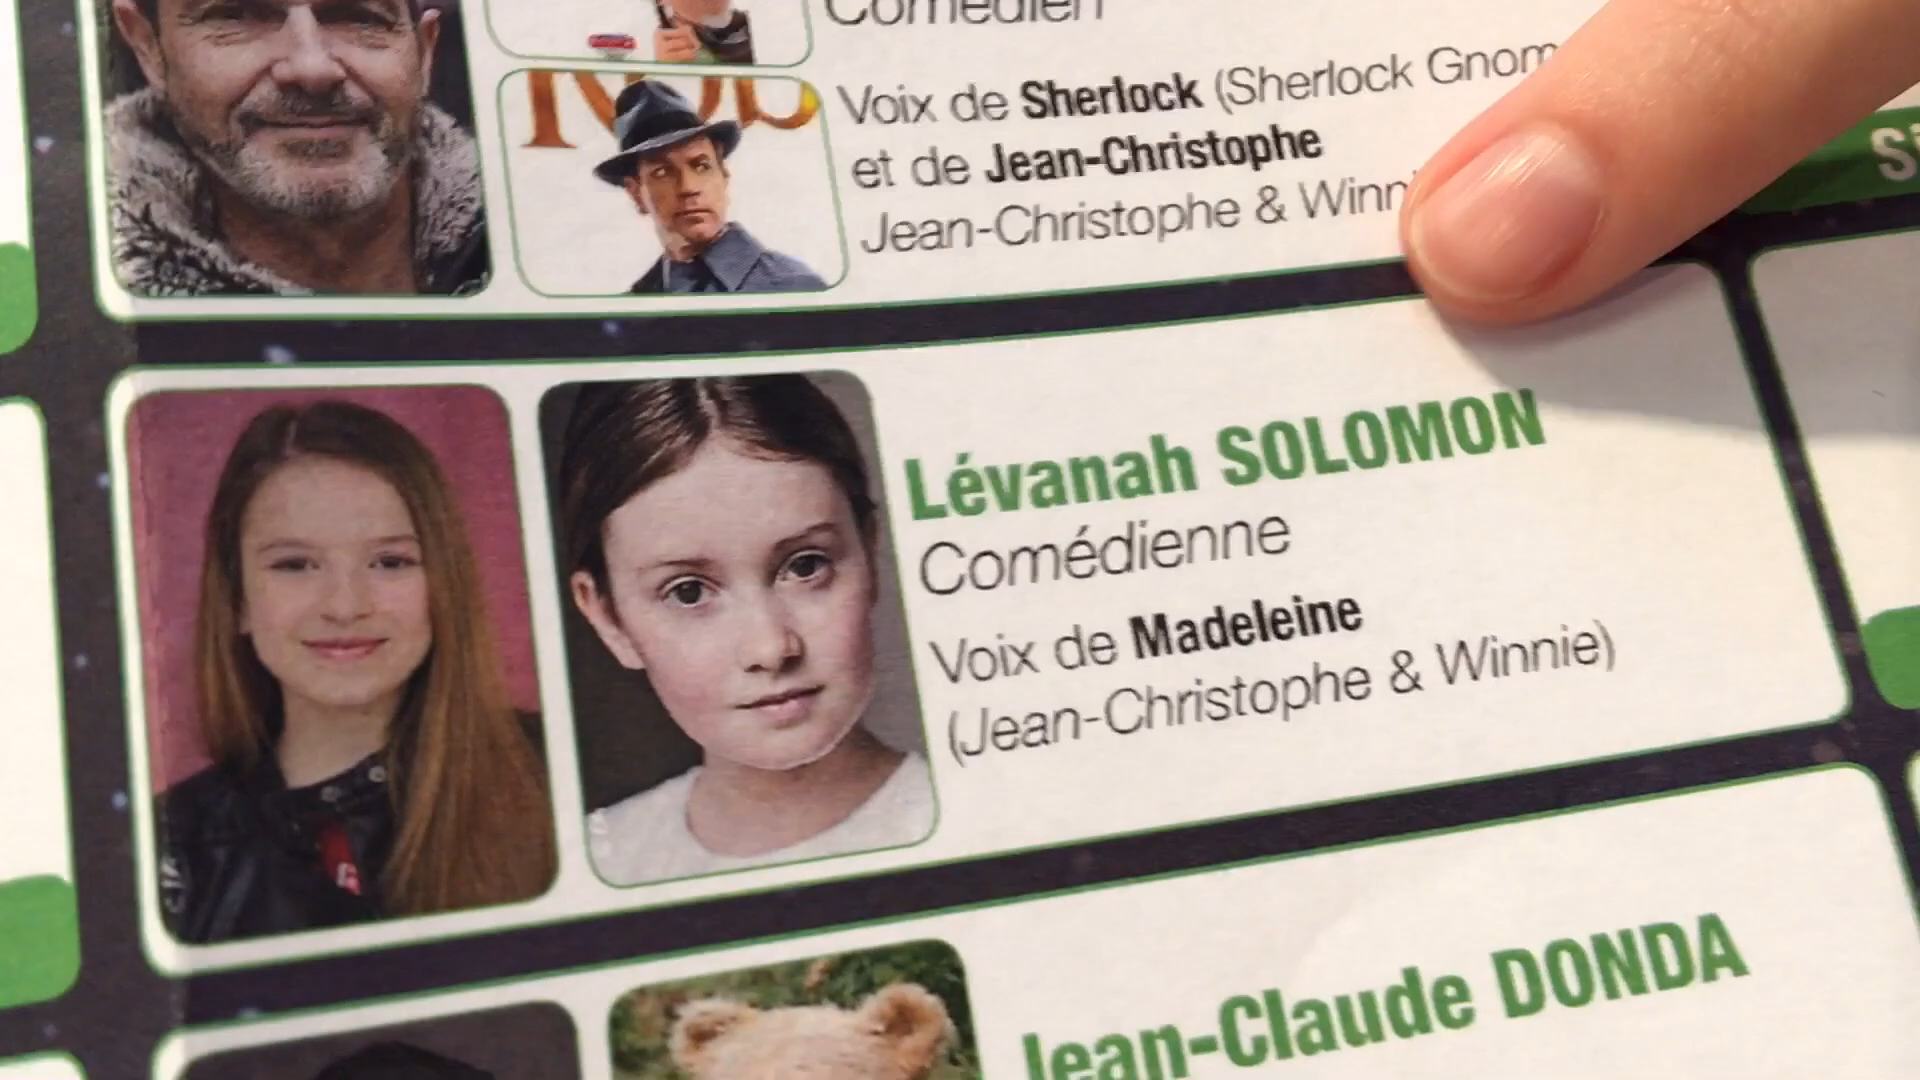 Comédien
Voix de Sherlock (Sherlock Gnom
et de Jean-Christophe
Jean-Christophe & Winn
Lévanah SOLOMON
Comédienne
Voix de Madeleine
(Jean-Christophe & Winnie)
Jean-Claude DONDA